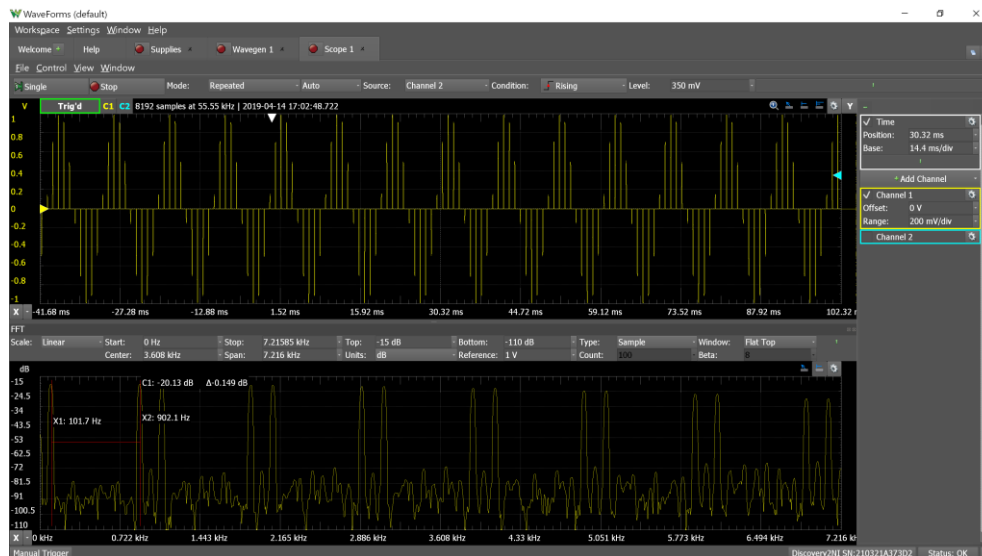 WaveForms (default)
Workspace Settings Window Help
Welcome + Help Supplies Wavegen 1 Scope 1
File Control View Window
Single Stop Mode: Repeated Auto Source: Channel 2 Condition: Rising Level: 350 mV
V Trig'd C1 C2 8192 samples at 55.55 kHz | 2019-04-14 17:02:48.722 Y
1
0.8
0.6
0.4
0.2
0
-0.2
-0.4
-0.6
-0.8
-1
X -41.68 ms -27.28 ms -12.88 ms 1.52 ms 15.92 ms 30.32 ms 44.72 ms 59.12 ms 73.52 ms 87.92 ms 102.32
Time
Position: 30.32 ms
Base: 14.4 ms/div
+ Add Channel
Channel 1
Offset: 0 V
Range: 200 mV/div
Channel 2
FFT
Scale: Linear Start: 0 Hz Stop: 7.21585 kHz Top: -15 dB Bottom: -110 dB Type: Sample Window: Flat Top
Center: 3.608 kHz Span: 7.216 kHz Units: dB Reference: 1 V Count: 100 Beta: 8
dB
-15
-24.5
-34
-43.5
-53
-62.5
-72
-81.5
-91
-100.5
-110
C1: -20.13 dB Δ-0.149 dB
X1: 101.7 Hz X2: 902.1 Hz
X 0 kHz 0.722 kHz 1.443 kHz 2.165 kHz 2.886 kHz 3.608 kHz 4.33 kHz 5.051 kHz 5.773 kHz 6.494 kHz 7.216 kHz
Manual Trigger Discovery2NI SN:210321A373D2 Status: OK